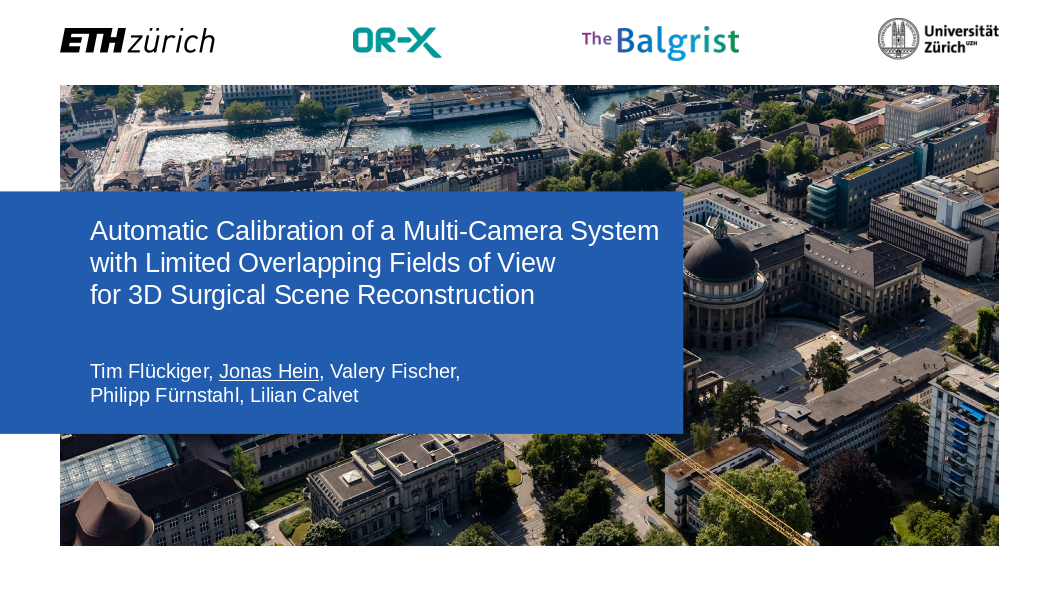 ETH zürich
OR-X
The Balgrist
Universität
Zürich UZH
Automatic Calibration of a Multi-Camera System
with Limited Overlapping Fields of View
for 3D Surgical Scene Reconstruction
Tim Flückiger, Jonas Hein, Valery Fischer,
Philipp Fürnstahl, Lilian Calvet